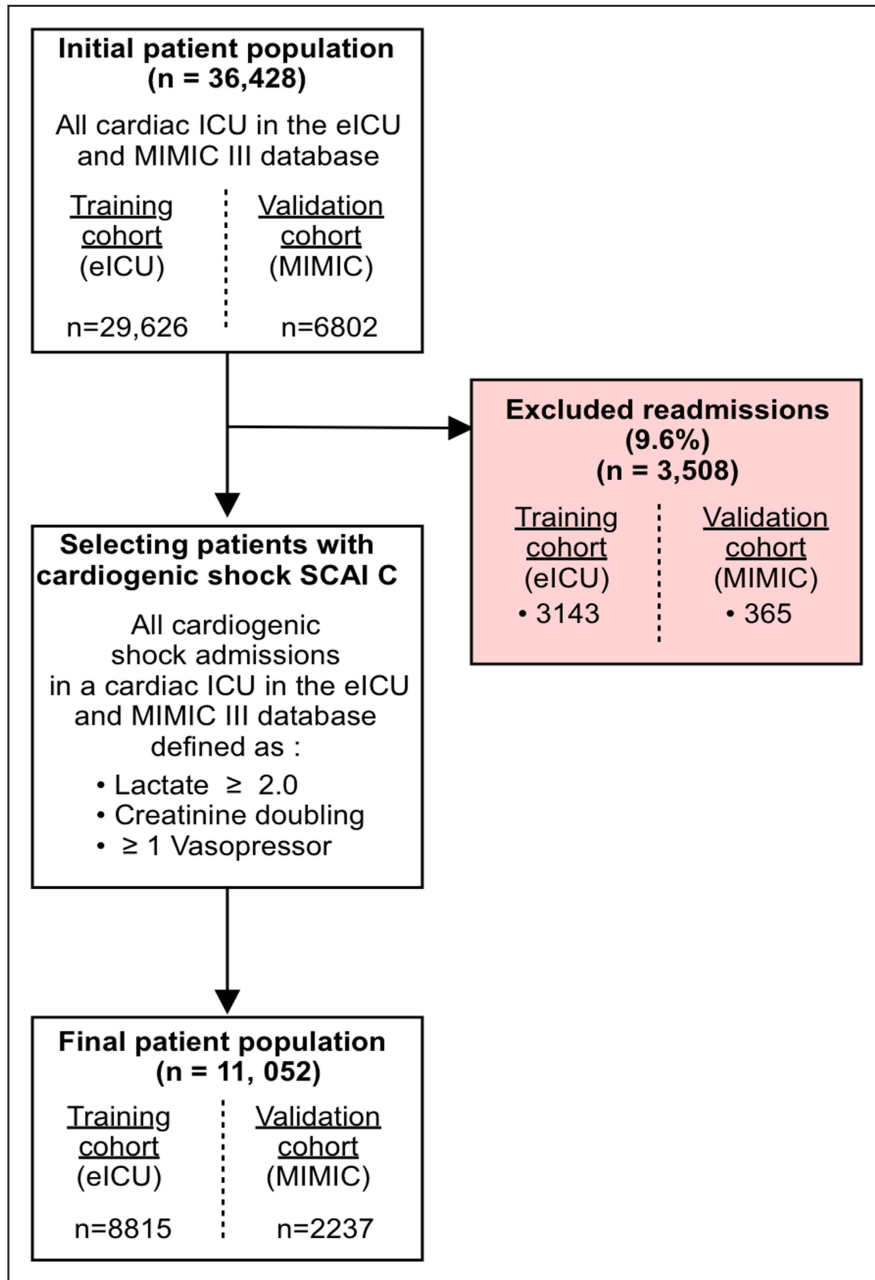 Initial patient population
(n = 36,428)
All cardiac ICU in the eICU
and MIMIC III database
Training
cohort
(eICU)
n=29,626
Validation
cohort
(MIMIC)
n=6802
Excluded readmissions
(9.6%)
(n = 3,508)
Training
cohort
(eICU)
• 3143
Validation
cohort
(MIMIC)
• 365
Selecting patients with
cardiogenic shock SCAI C
All cardiogenic
shock admissions
in a cardiac ICU in the eICU
and MIMIC III database
defined as :
• Lactate ≥ 2.0
• Creatinine doubling
• ≥ 1 Vasopressor
Final patient population
(n = 11, 052)
Training
cohort
(eICU)
n=8815
Validation
cohort
(MIMIC)
n=2237